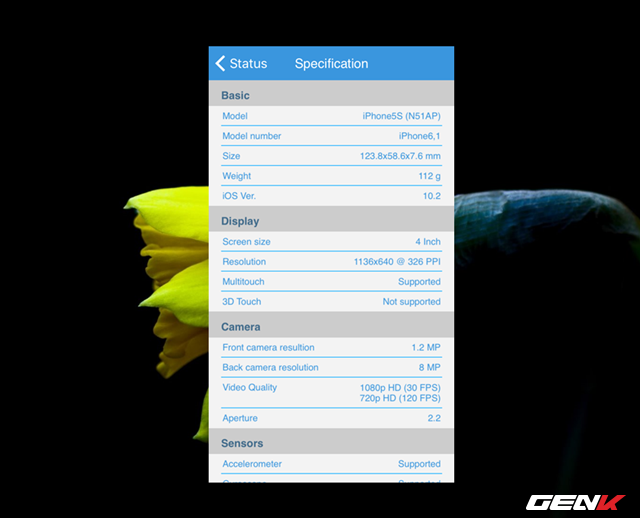 Status
Specification
Basic
Model iPhone5S (N51AP)
Model number iPhone6,1
Size 123.8x58.6x7.6 mm
Weight 112 g
iOS Ver. 10.2
Display
Screen size 4 Inch
Resolution 1136x640 @ 326 PPI
Multitouch Supported
3D Touch Not supported
Camera
Front camera resultion 1.2 MP
Back camera resolution 8 MP
Video Quality 1080p HD (30 FPS)
720p HD (120 FPS)
Aperture 2.2
Sensors
Accelerometer Supported
GENK